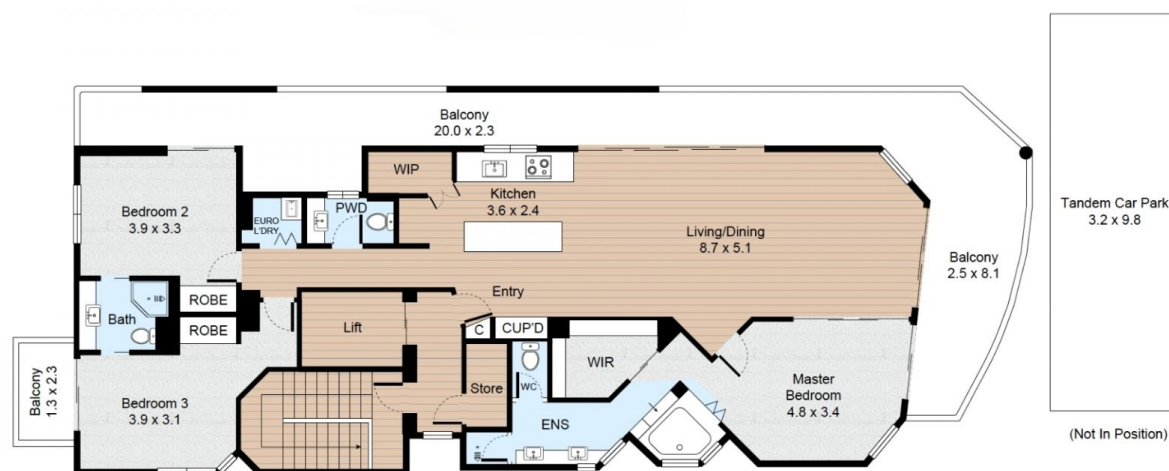 Balcony
20.0 x 2.3
WIP
Kitchen
3.6 x 2.4
PWD
EURO
L'DRY
Bedroom 2
3.9 x 3.3
Living/Dining
8.7 x 5.1
Tandem Car Park
3.2 x 9.8
Balcony
2.5 x 8.1
Entry
ROBE
Bath
ROBE
Lift
C
CUP'D
WIR
Balcony
1.3 x 2.3
Bedroom 3
3.9 x 3.1
Store
WC
ENS
Master
Bedroom
4.8 x 3.4
(Not In Position)